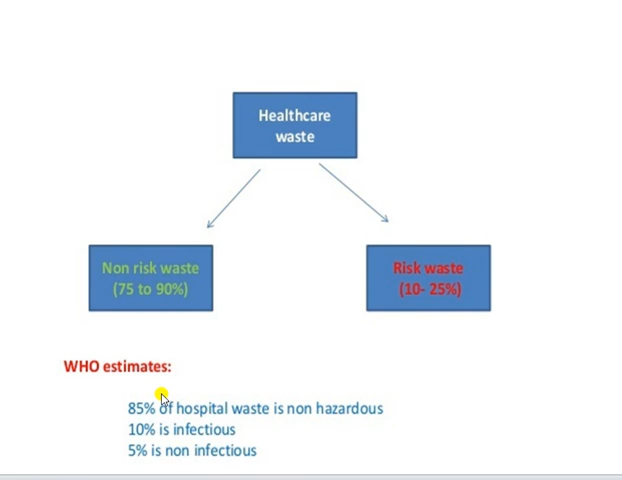 Healthcare
waste
Non risk waste
(75 to 90%)
Risk waste
(10- 25%)
WHO estimates:
85% of hospital waste is non hazardous
10% is infectious
5% is non infectious